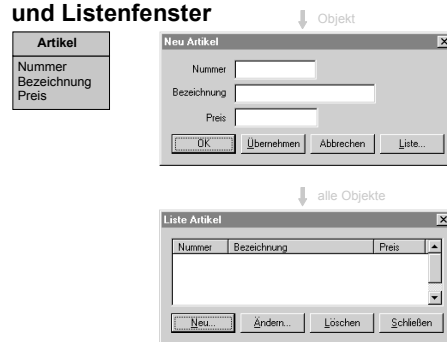 und Listenfenster
Objekt
Artikel
Nummer
Bezeichnung
Preis
Neu Artikel
Nummer
Bezeichnung
Preis
OK Übernehmen Abbrechen Liste...
alle Objekte
Liste Artikel
Nummer Bezeichnung Preis
Neu... Ändern... Löschen Schließen